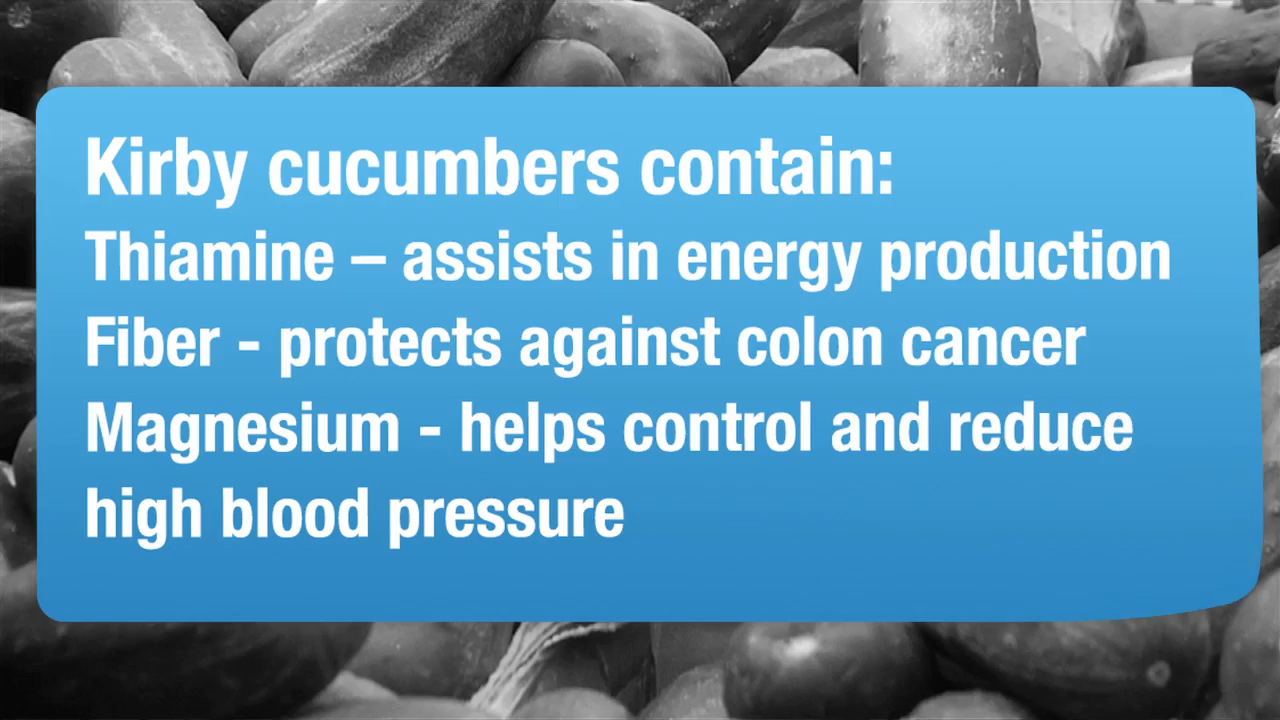 Kirby cucumbers contain:
Thiamine – assists in energy production
Fiber - protects against colon cancer
Magnesium - helps control and reduce
high blood pressure